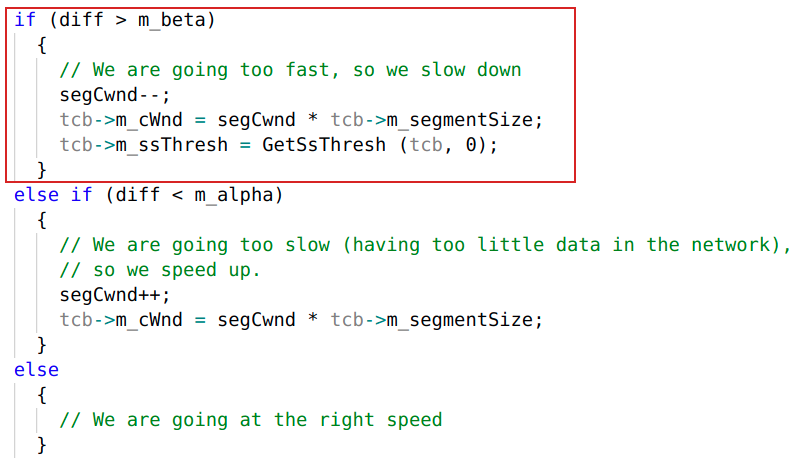 if (diff > m_beta)
{
// We are going too fast, so we slow down
segCwnd--;
tcb->m_cWnd = segCwnd * tcb->m_segmentSize;
tcb->m_ssThresh = GetSsThresh (tcb, 0);
}
else if (diff < m_alpha)
{
// We are going too slow (having too little data in the network),
// so we speed up.
segCwnd++;
tcb->m_cWnd = segCwnd * tcb->m_segmentSize;
}
else
{
// We are going at the right speed
}